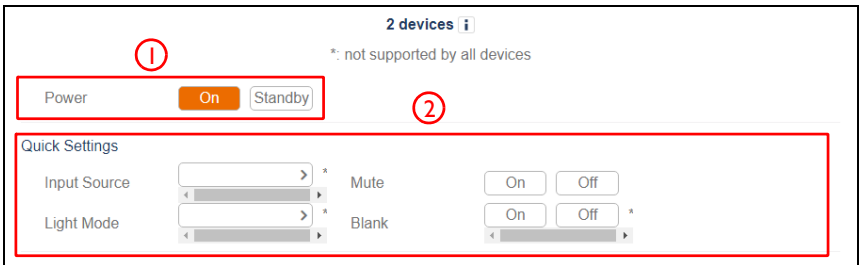 2 devices i
*: not supported by all devices
1
Power On Standby
2
Quick Settings
Input Source > * Mute On Off
Light Mode > * Blank On Off *